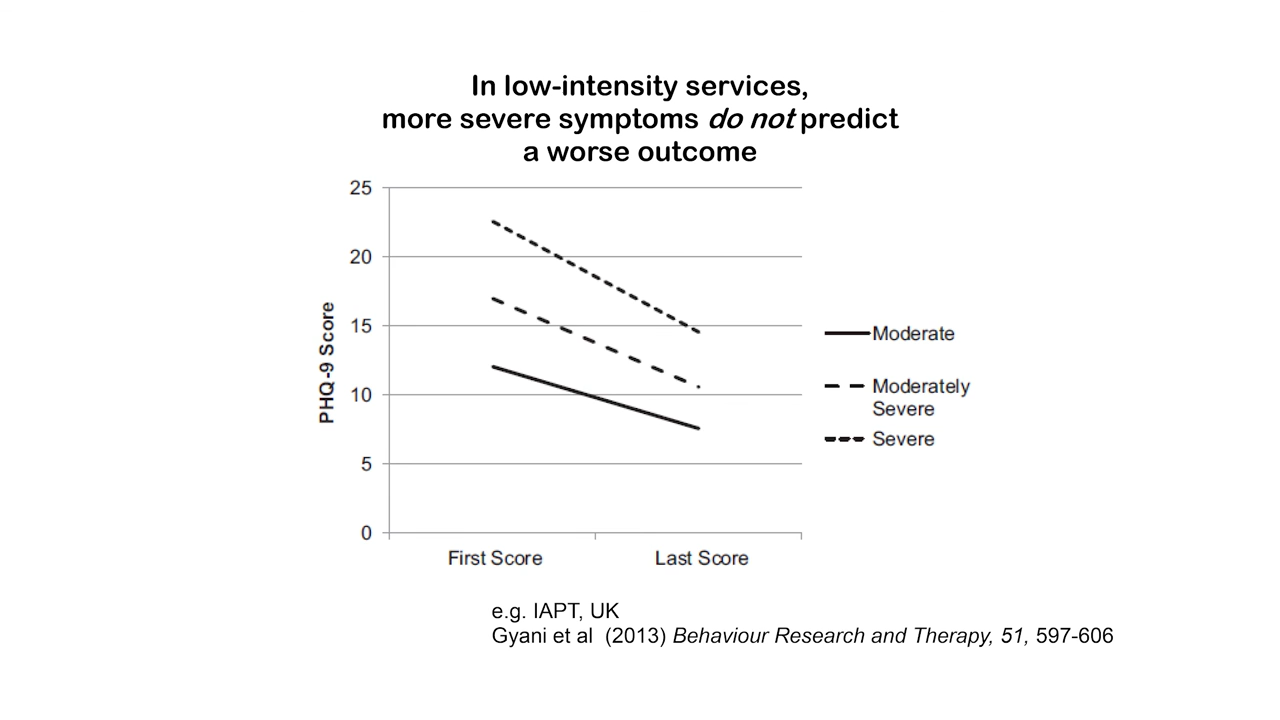 In low-intensity services,
more severe symptoms do not predict
a worse outcome
25
20
15
10
5
0
PHQ-9 Score
First Score
Last Score
Moderate
Moderately
Severe
Severe
e.g. IAPT, UK
Gyani et al (2013) Behaviour Research and Therapy, 51, 597-606